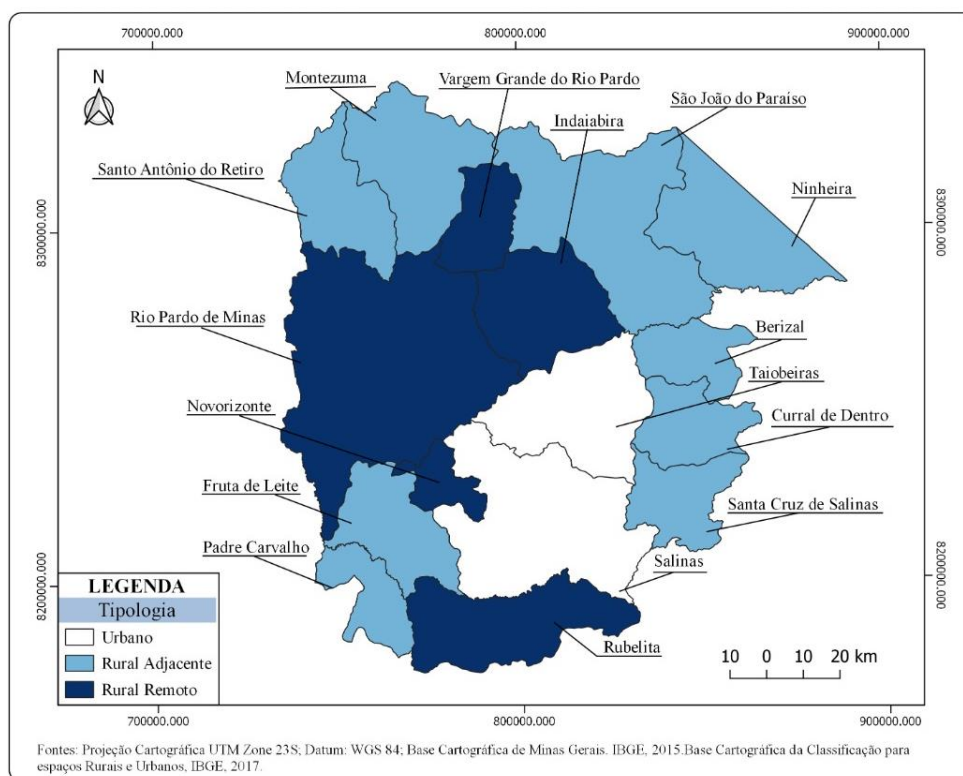 700000.000
800000.000
900000.000
N
Montezuma
Vargem Grande do Rio Pardo
São João do Paraíso
Indaiabira
Santo Antônio do Retiro
Ninheira
8300000.000
8300000.000
Rio Pardo de Minas
Berizal
Taiobeiras
Novorizonte
Curral de Dentro
Fruta de Leite
Santa Cruz de Salinas
Padre Carvalho
Salinas
8200000.000
8200000.000
LEGENDA
Tipologia
Urbano
Rural Adjacente
Rural Remoto
Rubelita
10 0 10 20 km
700000.000
800000.000
900000.000
Fontes: Projeção Cartográfica UTM Zone 23S; Datum: WGS 84; Base Cartográfica de Minas Gerais. IBGE, 2015.Base Cartográfica da Classificação para
espaços Rurais e Urbanos, IBGE, 2017.